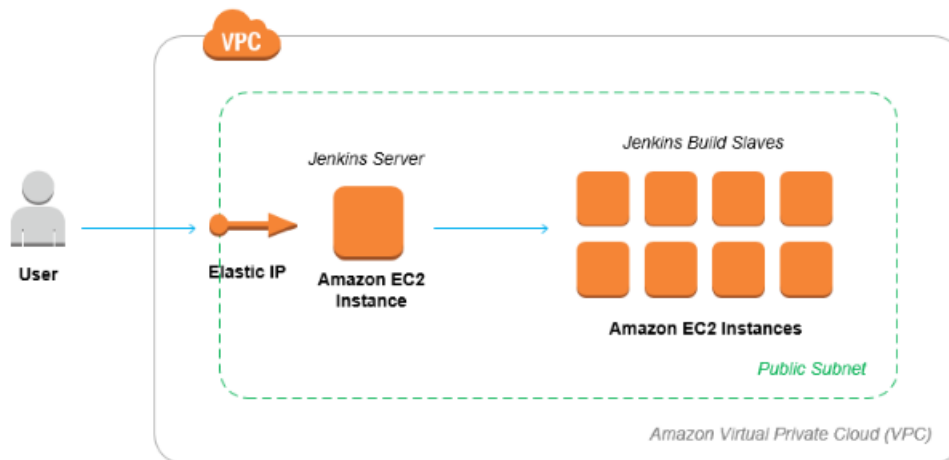 VPC
Jenkins Server
Jenkins Build Slaves
User
Elastic IP
Amazon EC2
Instance
Amazon EC2 Instances
Public Subnet
Amazon Virtual Private Cloud (VPC)